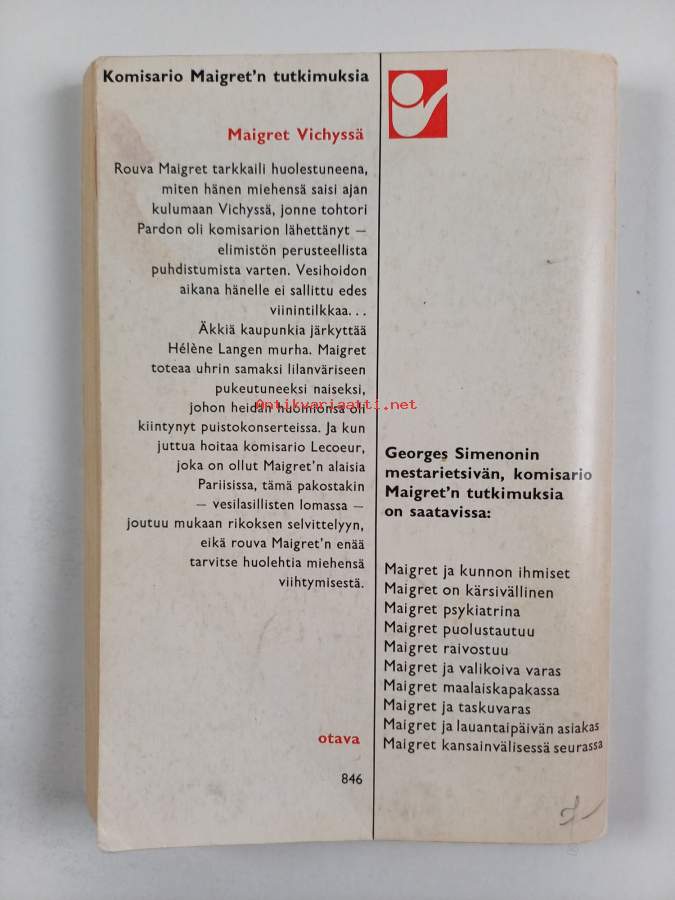 Komisario Maigret'n tutkimuksia
Maigret Vichyssä
Rouva Maigret tarkkaili huolestuneena,
miten hänen miehensä saisi ajan
kulumaan Vichyssä, jonne tohtori
Pardon oli komisarion lähettänyt —
elimistön perusteellista
puhdistumista varten. Vesihoidon
aikana hänelle ei sallittu edes
viinintilkkaa...
Äkkiä kaupunkia järkyttää
Hélène Langen murha. Maigret
toteaa uhrin samaksi lilanväriseen
pukeutuneeksi naiseksi,
johon heidän huomionsa oli
kiintynyt puistokonserteissa. Ja kun
juttua hoitaa komisario Lecoeur,
joka on ollut Maigret'n alaisia
Pariisissa, tämä pakostakin
— vesilasillisten lomassa —
joutuu mukaan rikoksen selvittelyyn,
eikä rouva Maigret'n enää
tarvitse huolehtia miehensä
viihtymisestä.
otava
846
Georges Simenonin
mestarietsivän, komisario
Maigret'n tutkimuksia
on saatavissa:
Maigret ja kunnon ihmiset
Maigret on kärsivällinen
Maigret psykiatrina
Maigret puolustautuu
Maigret raivostuu
Maigret ja valikoiva varas
Maigret maalaiskapakassa
Maigret ja taskuvaras
Maigret ja lauantaipäivän asiakas
Maigret kansainvälisessä seurassa
Antikvariaatti.net